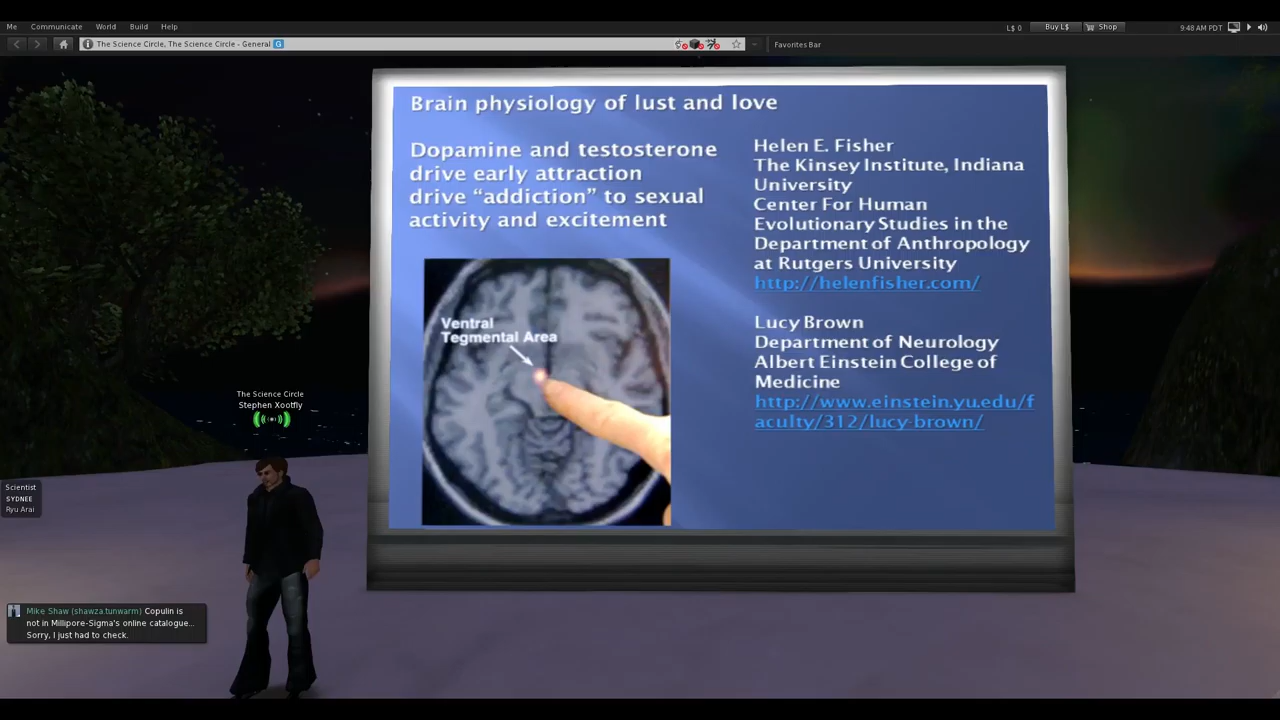 Me Communicate World Build Help
L$ 0 Buy L$ Shop 9:48 AM PDT
The Science Circle, The Science Circle - General G
Favorites Bar
Brain physiology of lust and love
Dopamine and testosterone
drive early attraction
drive “addiction” to sexual
activity and excitement
Ventral
Tegmental Area
Helen E. Fisher
The Kinsey Institute, Indiana
University
Center For Human
Evolutionary Studies in the
Department of Anthropology
at Rutgers University
http://helenfisher.com/
Lucy Brown
Department of Neurology
Albert Einstein College of
Medicine
http://www.einstein.yu.edu/f
aculty/312/lucy-brown/
The Science Circle
Stephen Xootfly
Scientist
SYDNEE
Ryu Arai
Mike Shaw (shawza.tunwarm) Copulin is
not in Millipore-Sigma's online catalogue...
Sorry, I just had to check.